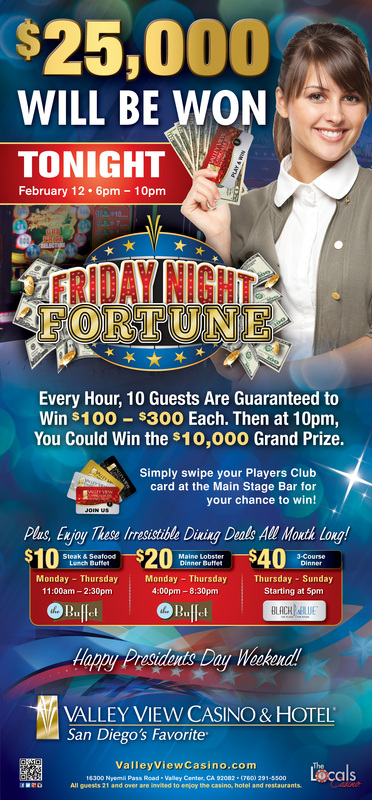 $25,000
WILL BE WON
TONIGHT
February 12 • 6pm – 10pm
PLAY & WIN
FRIDAY NIGHT
FORTUNE
Every Hour, 10 Guests Are Guaranteed to
Win $100 – $300 Each. Then at 10pm,
You Could Win the $10,000 Grand Prize.
Simply swipe your Players Club
card at the Main Stage Bar for
your chance to win!
JOIN US
Plus, Enjoy These Irresistible Dining Deals All Month Long!
$10 Steak & Seafood Lunch Buffet
Monday – Thursday
11:00am – 2:30pm
the Buffet
$20 Maine Lobster Dinner Buffet
Monday – Thursday
4:00pm – 8:30pm
the Buffet
$40 3-Course Dinner
Thursday – Sunday
Starting at 5pm
BLACK & BLUE
Happy Presidents Day Weekend!
VALLEY VIEW CASINO & HOTEL®
San Diego's Favorite®
ValleyViewCasino.com
16300 Nyemii Pass Road • Valley Center, CA 92082 • (760) 291-5500
All guests 21 and over are invited to enjoy the casino, hotel and restaurants.
The Locals Casino